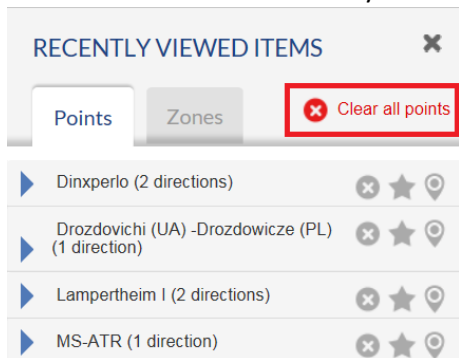 RECENTLY VIEWED ITEMS
Points
Zones
Clear all points
Dinxperlo (2 directions)
Drozdovichi (UA) -Drozdowicze (PL)
(1 direction)
Lampertheim I (2 directions)
MS-ATR (1 direction)